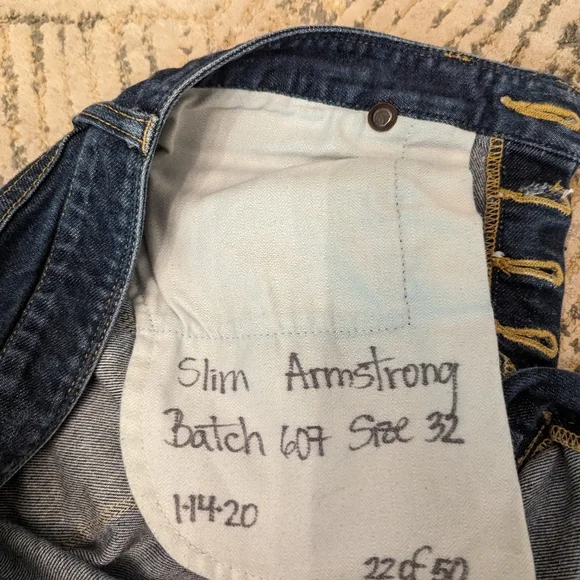 Slim Armstrong
Batch 607 Size 32
1-14-20
22 of 50